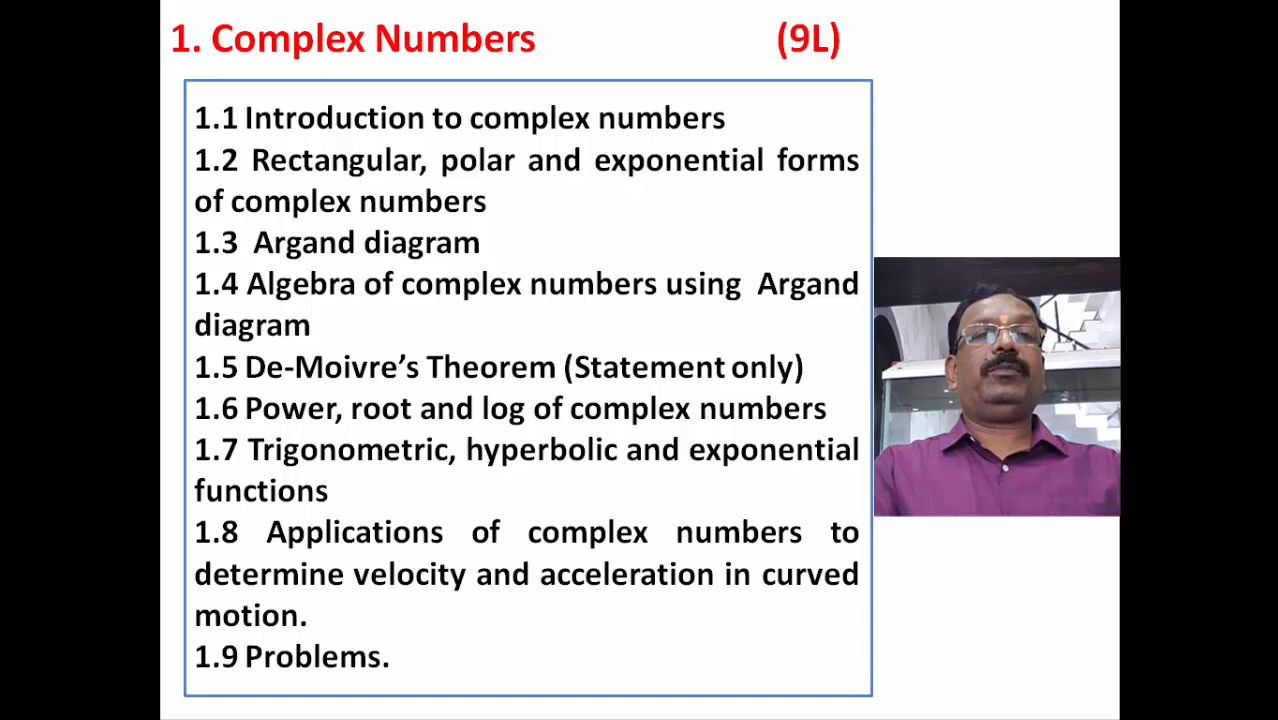 1. Complex Numbers (9L)
1.1 Introduction to complex numbers
1.2 Rectangular, polar and exponential forms
of complex numbers
1.3 Argand diagram
1.4 Algebra of complex numbers using Argand
diagram
1.5 De-Moivre’s Theorem (Statement only)
1.6 Power, root and log of complex numbers
1.7 Trigonometric, hyperbolic and exponential
functions
1.8 Applications of complex numbers to
determine velocity and acceleration in curved
motion.
1.9 Problems.